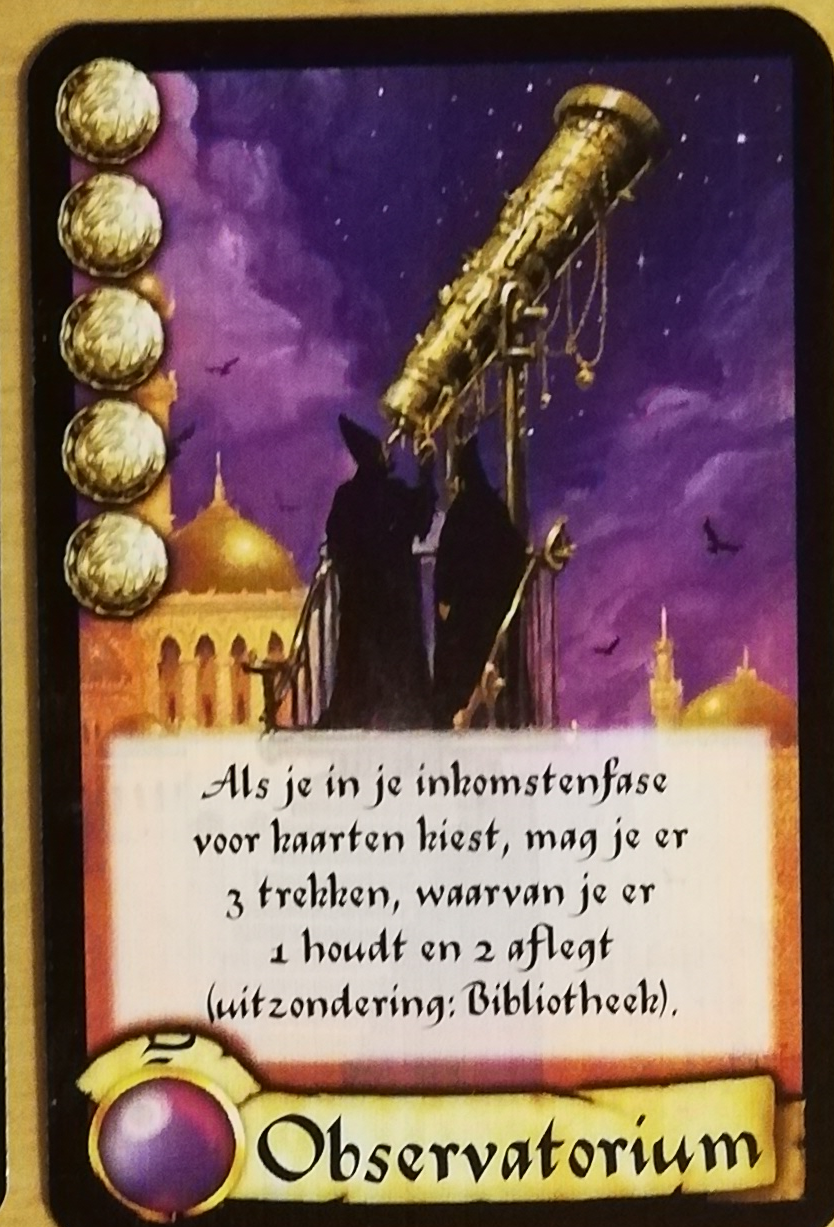 Als je in je inkomstenfase
voor kaarten kiest, mag je er
3 trekken, waarvan je er
1 houdt en 2 aflegt
(uitzondering: Bibliotheek).
Observatorium